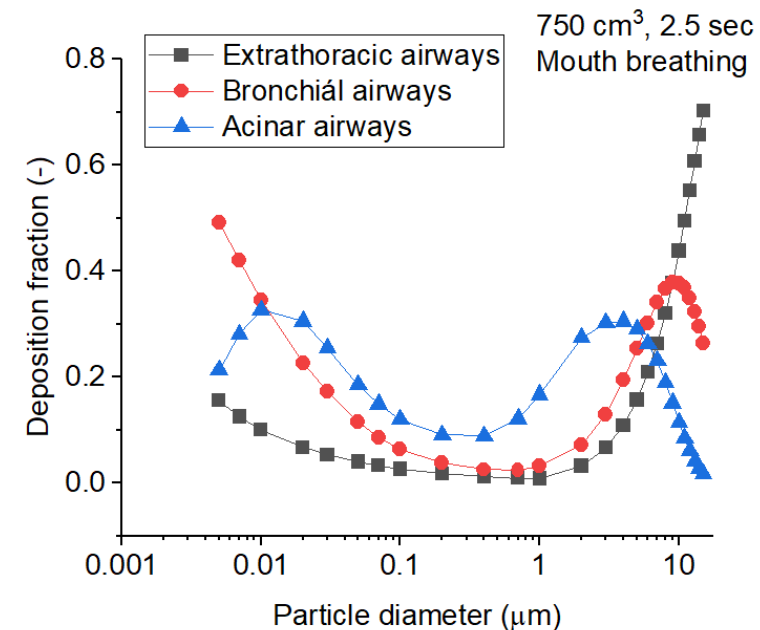 750 cm³, 2.5 sec
Mouth breathing
Extrathoracic airways
Bronchiál airways
Acinar airways
Deposition fraction (-)
0.8
0.6
0.4
0.2
0.0
0.001 0.01 0.1 1 10
Particle diameter (μm)